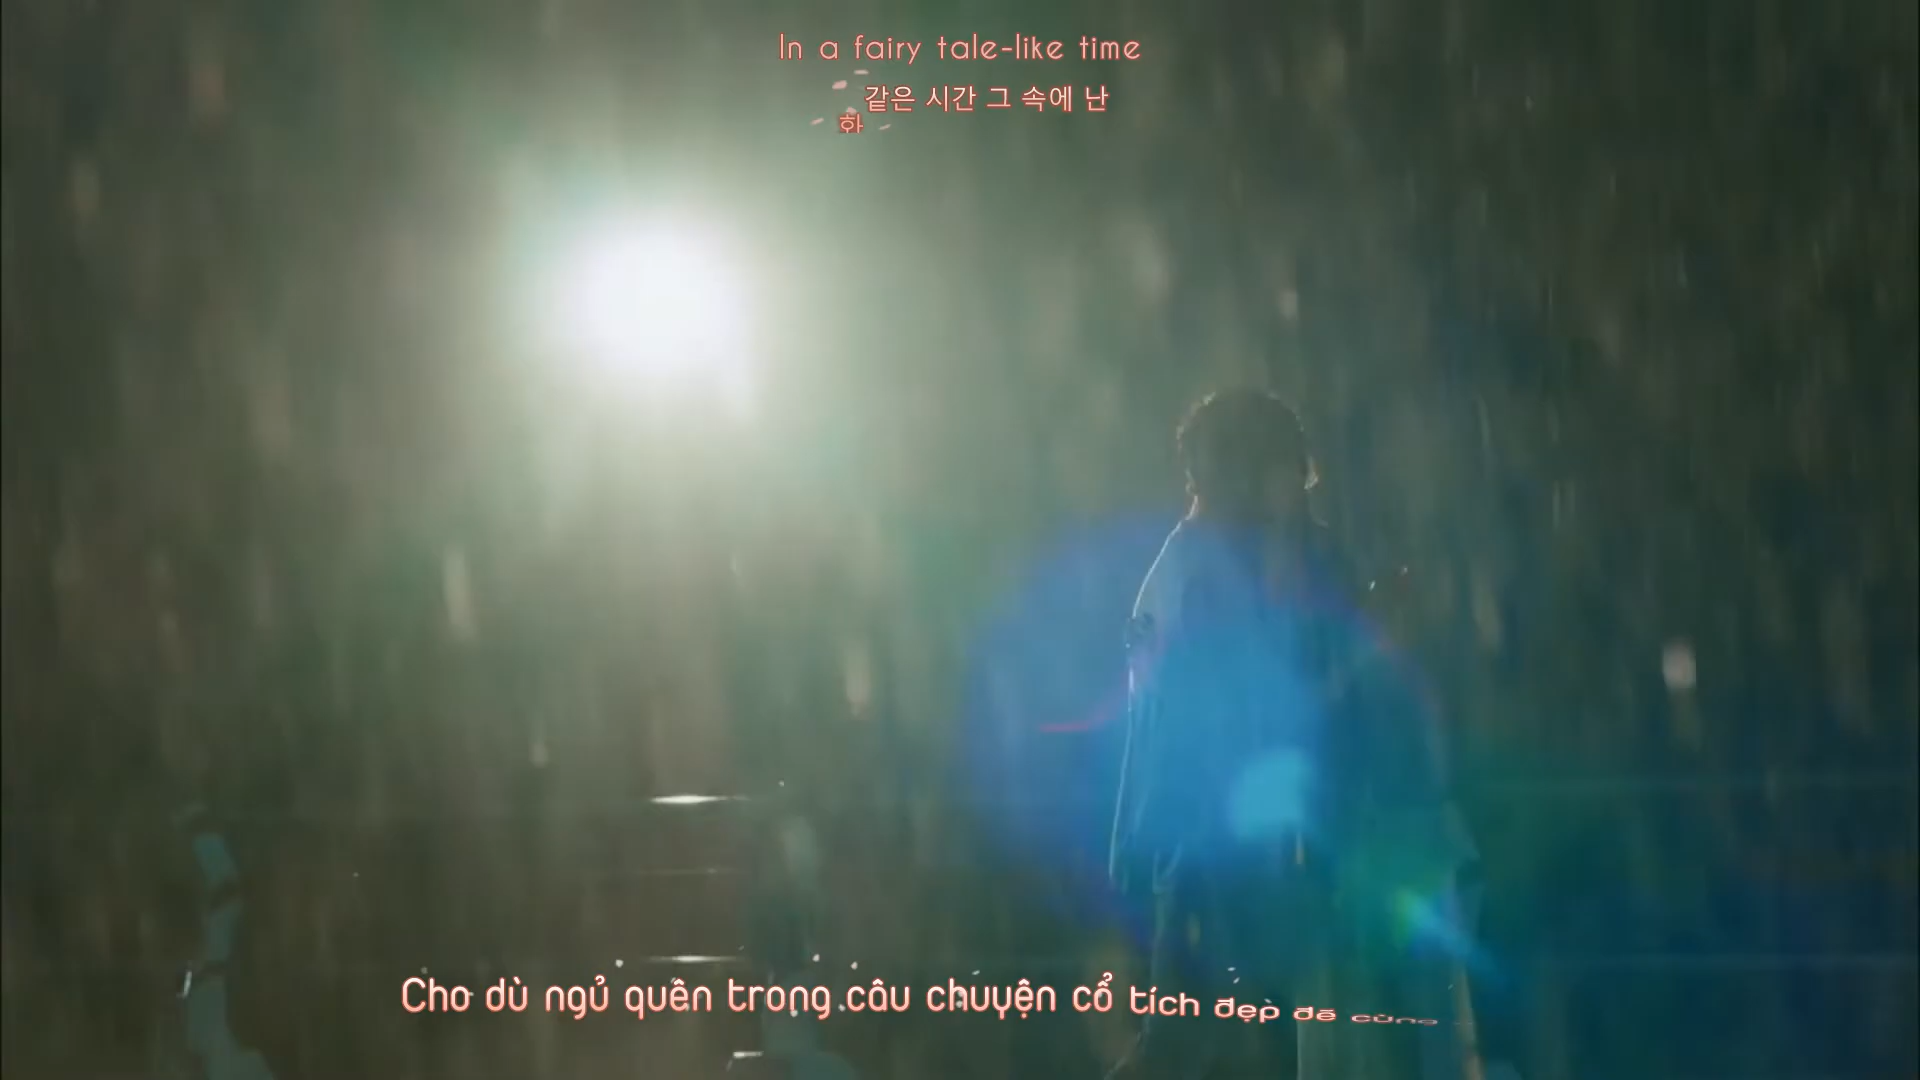 In a fairy tale-like time
같은 시간 그 속에 난
화
Cho dù ngủ quên trong câu chuyện cổ tích đẹp đẽ cùng